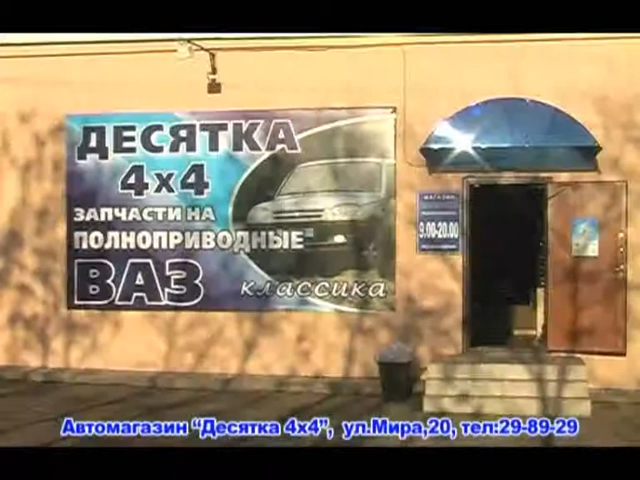 ДЕСЯТКА
4x4
ЗАПЧАСТИ НА
ПОЛНОПРИВОДНЫЕ
ВАЗ
классика
МАГАЗИН
9.00-20.00
Автомагазин “Десятка 4x4”, ул.Мира,20, тел:29-89-29